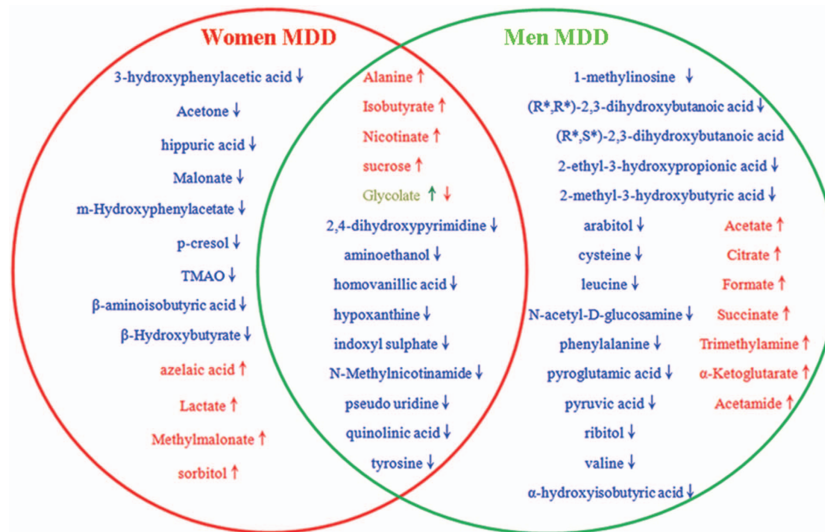 Women MDD
Men MDD
3-hydroxyphenylacetic acid ↓
Acetone ↓
hippuric acid ↓
Malonate ↓
m-Hydroxyphenylacetate ↓
p-cresol ↓
TMAO ↓
β-aminoisobutyric acid ↓
β-Hydroxybutyrate ↓
azelaic acid ↑
Lactate ↑
Methylmalonate ↑
sorbitol ↑
Alanine ↑
Isobutyrate ↑
Nicotinate ↑
sucrose ↑
Glycolate ↑ ↓
2,4-dihydroxypyrimidine ↓
aminoethanol ↓
homovanillic acid ↓
hypoxanthine ↓
indoxyl sulphate ↓
N-Methylnicotinamide ↓
pseudo uridine ↓
quinolinic acid ↓
tyrosine ↓
1-methylinosine ↓
(R*,R*)-2,3-dihydroxybutanoic acid ↓
(R*,S*)-2,3-dihydroxybutanoic acid
2-ethyl-3-hydroxypropionic acid ↓
2-methyl-3-hydroxybutyric acid ↓
arabitol ↓
cysteine ↓
leucine ↓
N-acetyl-D-glucosamine ↓
phenylalanine ↓
pyroglutamic acid ↓
pyruvic acid ↓
ribitol ↓
valine ↓
α-hydroxyisobutyric acid ↓
Acetate ↑
Citrate ↑
Formate ↑
Succinate ↑
Trimethylamine ↑
α-Ketoglutarate ↑
Acetamide ↑